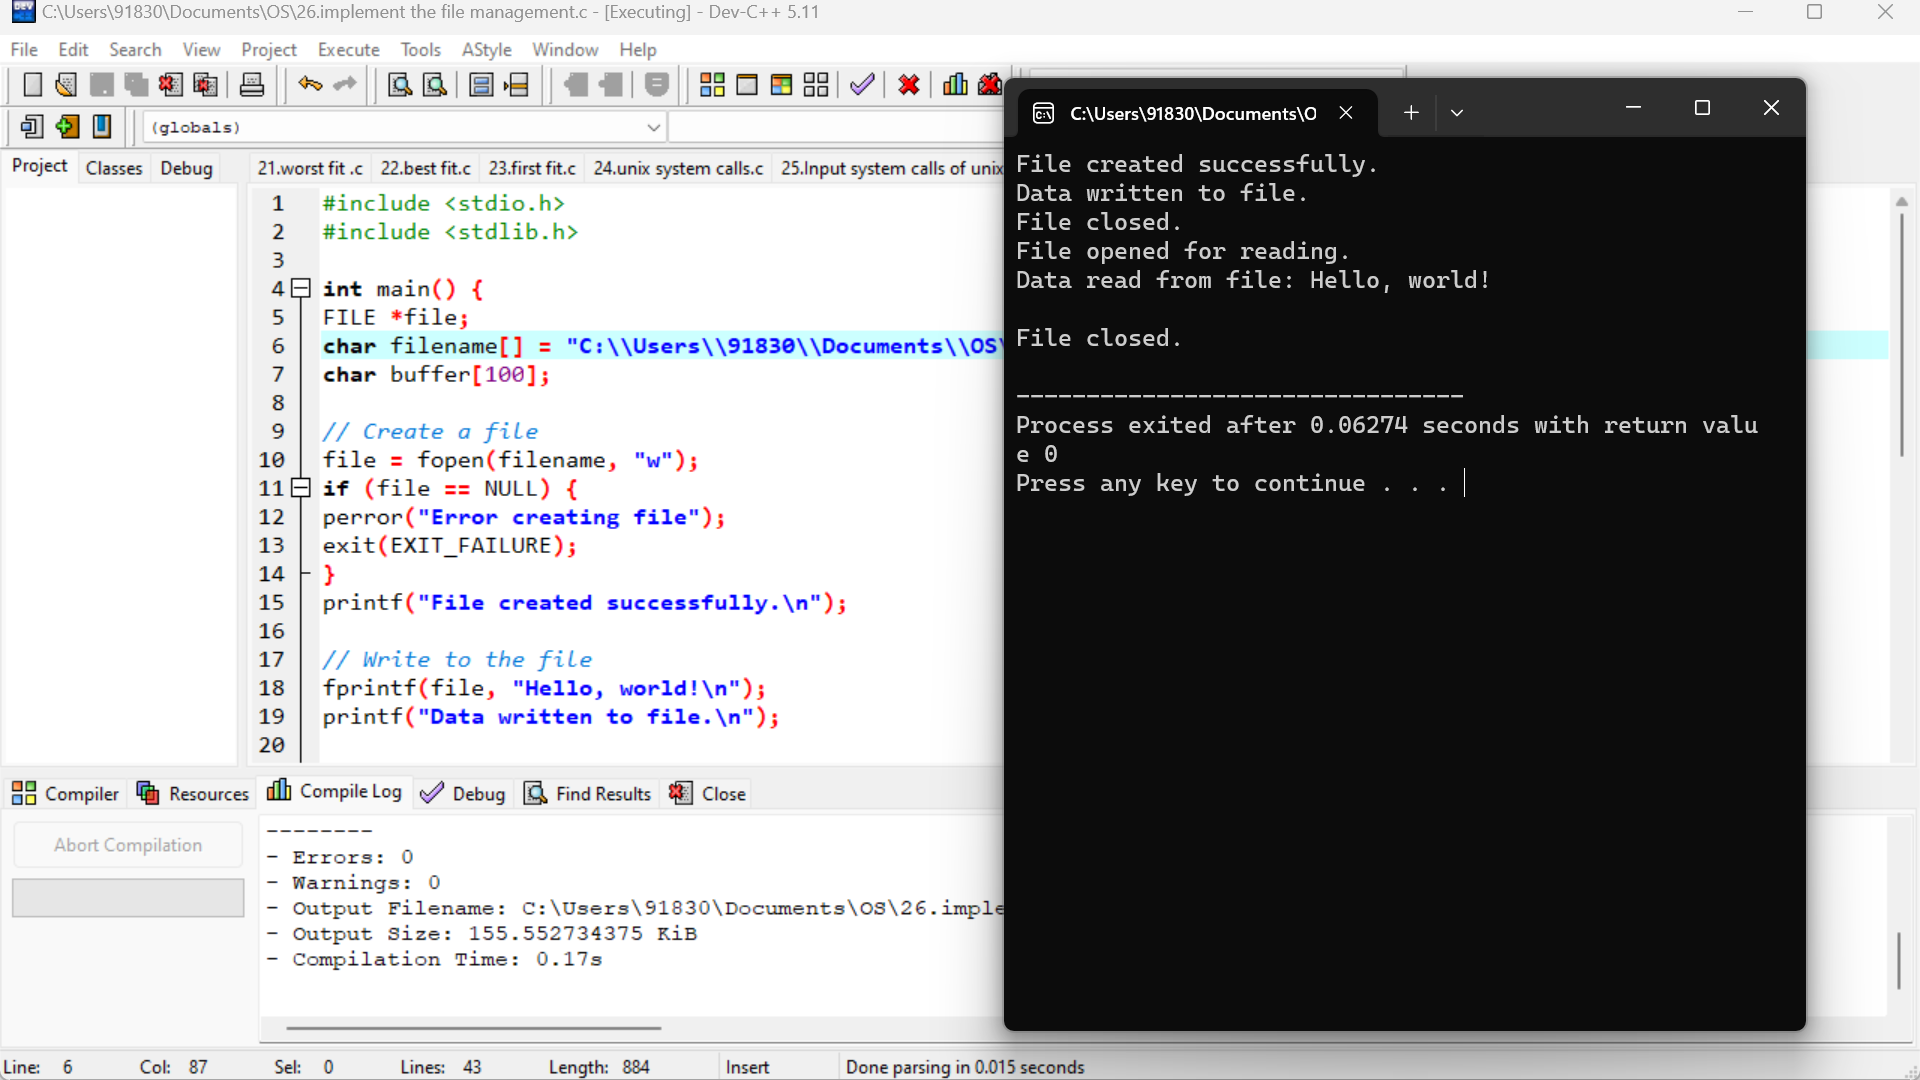 C:\Users\91830\Documents\OS\26.implement the file management.c - [Executing] - Dev-C++ 5.11
File Edit Search View Project Execute Tools AStyle Window Help
(globals)
Project Classes Debug
21.worst fit .c 22.best fit.c 23.first fit.c 24.unix system calls.c 25.Input system calls of unix
1 #include <stdio.h>
2 #include <stdlib.h>
3
4 int main() {
5 FILE *file;
6 char filename[] = "C:\\Users\\91830\\Documents\\OS\
7 char buffer[100];
8
9 // Create a file
10 file = fopen(filename, "w");
11 if (file == NULL) {
12 perror("Error creating file");
13 exit(EXIT_FAILURE);
14 }
15 printf("File created successfully.\n");
16
17 // Write to the file
18 fprintf(file, "Hello, world!\n");
19 printf("Data written to file.\n");
20
C:\Users\91830\Documents\O
File created successfully.
Data written to file.
File closed.
File opened for reading.
Data read from file: Hello, world!
File closed.
--------------------------------
Process exited after 0.06274 seconds with return valu
e 0
Press any key to continue . . .
Compiler Resources Compile Log Debug Find Results Close
Abort Compilation
--------
- Errors: 0
- Warnings: 0
- Output Filename: C:\Users\91830\Documents\OS\26.imple
- Output Size: 155.552734375 KiB
- Compilation Time: 0.17s
Line: 6 Col: 87 Sel: 0 Lines: 43 Length: 884 Insert Done parsing in 0.015 seconds